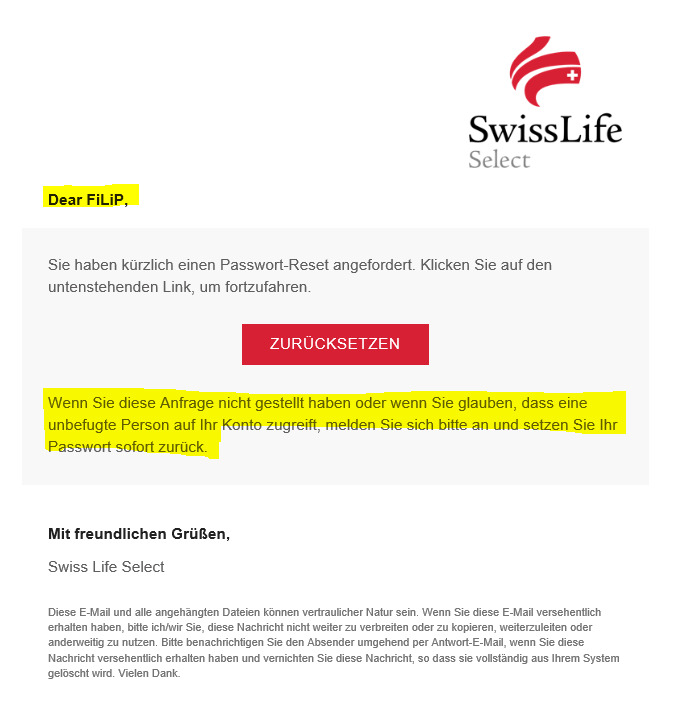 SwissLife
Select
Dear FiLiP,
Sie haben kürzlich einen Passwort-Reset angefordert. Klicken Sie auf den
untenstehenden Link, um fortzufahren.
ZURÜCKSETZEN
Wenn Sie diese Anfrage nicht gestellt haben oder wenn Sie glauben, dass eine
unbefugte Person auf Ihr Konto zugreift, melden Sie sich bitte an und setzen Sie Ihr
Passwort sofort zurück.
Mit freundlichen Grüßen,
Swiss Life Select
Diese E-Mail und alle angehängten Dateien können vertraulicher Natur sein. Wenn Sie diese E-Mail versehentlich
erhalten haben, bitte ich/wir Sie, diese Nachricht nicht weiter zu verbreiten oder zu kopieren, weiterzuleiten oder
anderweitig zu nutzen. Bitte benachrichtigen Sie den Absender umgehend per Antwort-E-Mail, wenn Sie diese
Nachricht versehentlich erhalten haben und vernichten Sie diese Nachricht, so dass sie vollständig aus Ihrem System
gelöscht wird. Vielen Dank.